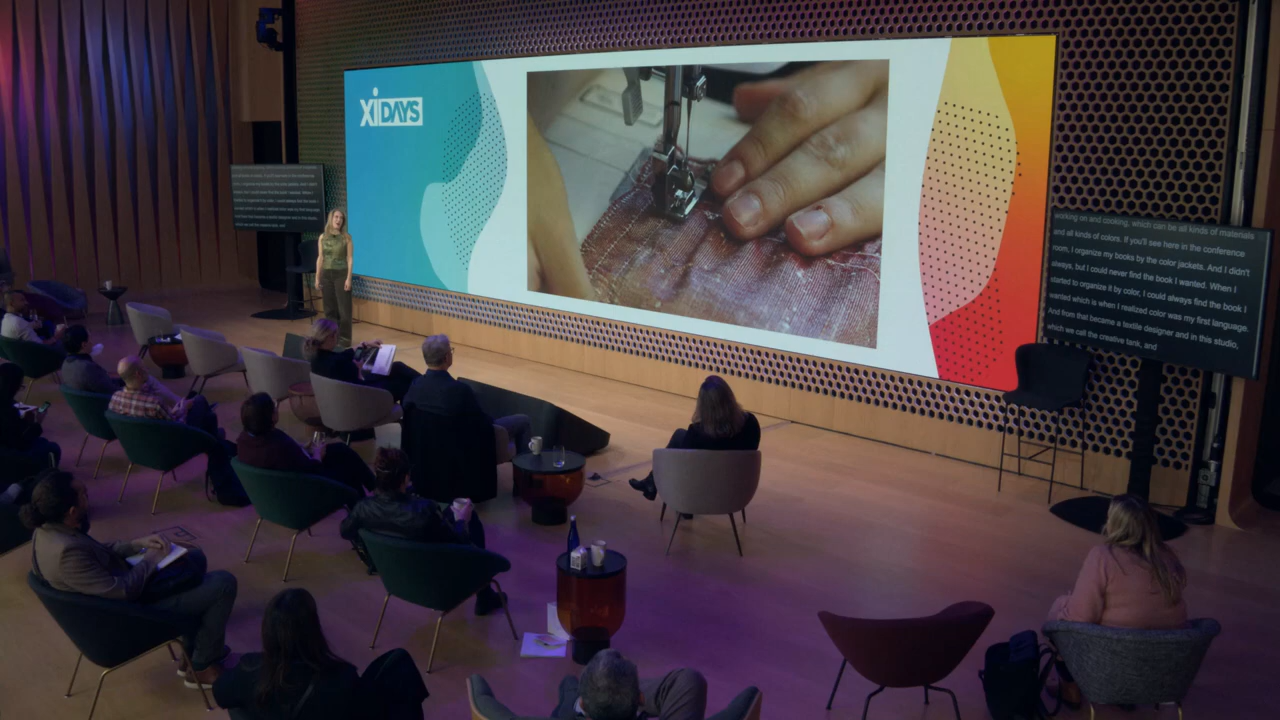 xi DAYS
working on and cooking, which can be all kinds of materials
and all kinds of colors. If you'll see here in the conference
room, I organize my books by the color jackets. And I didn't
always, but I could never find the book I wanted. When I
started to organize it by color, I could always find the book I
wanted which is when I realized color was my first language.
And from that became a textile designer and in this studio,
which we call the creative tank, and